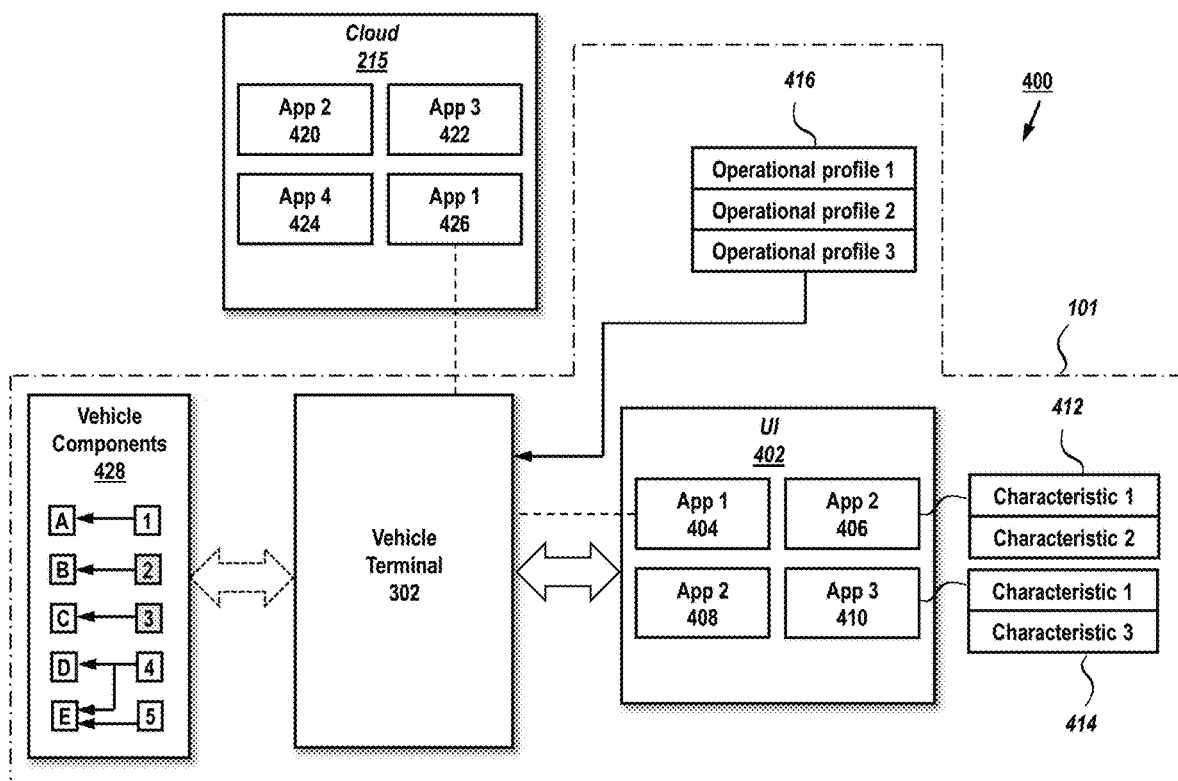 Cloud
215
App 2
420
App 3
422
App 4
424
App 1
426
416
400
Operational profile 1
Operational profile 2
Operational profile 3
101
Vehicle
Components
428
A
1
B
2
C
3
D
4
E
5
Vehicle
Terminal
302
UI
402
App 1
404
App 2
406
App 2
408
App 3
410
412
Characteristic 1
Characteristic 2
Characteristic 1
Characteristic 3
414